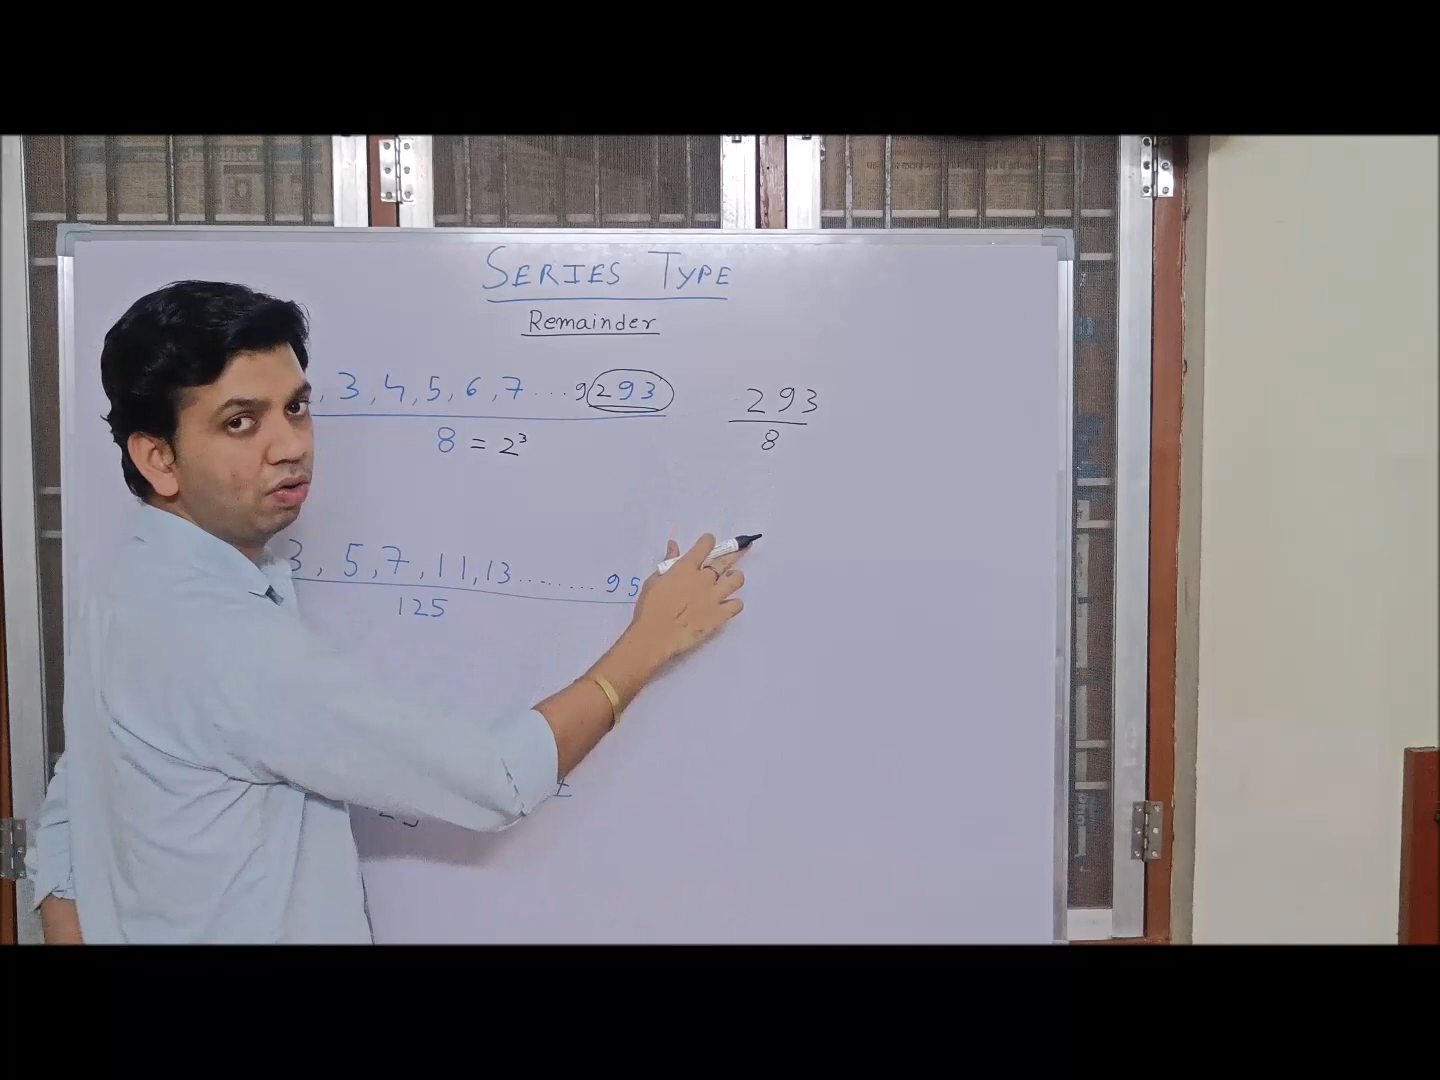 classified
SERIES TYPE
Remainder
, 3, 4, 5, 6, 7 ... 9293
8 = 2³
293
8
3, 5, 7, 11, 13 ........ 95
125